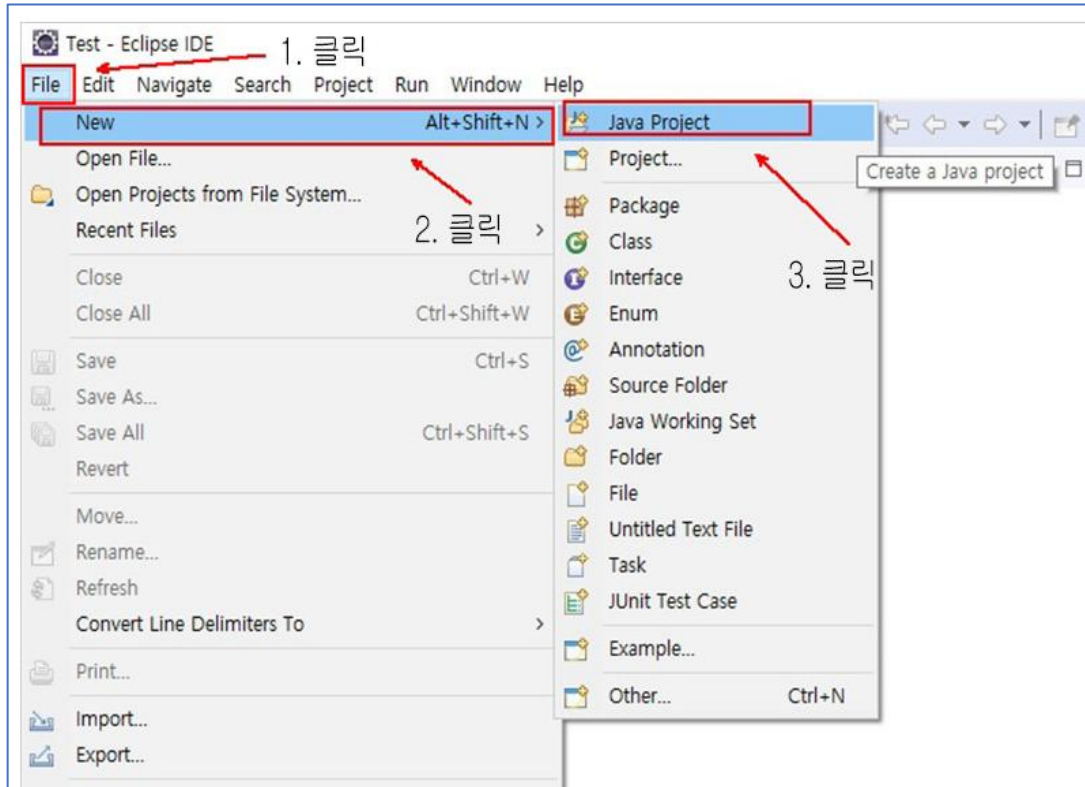 Test - Eclipse IDE
1. 클릭
File Edit Navigate Search Project Run Window Help
New Alt+Shift+N >
Open File...
Open Projects from File System...
Recent Files >
2. 클릭
Close Ctrl+W
Close All Ctrl+Shift+W
Save Ctrl+S
Save As...
Save All Ctrl+Shift+S
Revert
Move...
Rename...
Refresh
Convert Line Delimiters To >
Print...
Import...
Export...
Java Project
Create a Java project
Project...
Package
Class
Interface
3. 클릭
Enum
Annotation
Source Folder
Java Working Set
Folder
File
Untitled Text File
Task
JUnit Test Case
Example...
Other... Ctrl+N